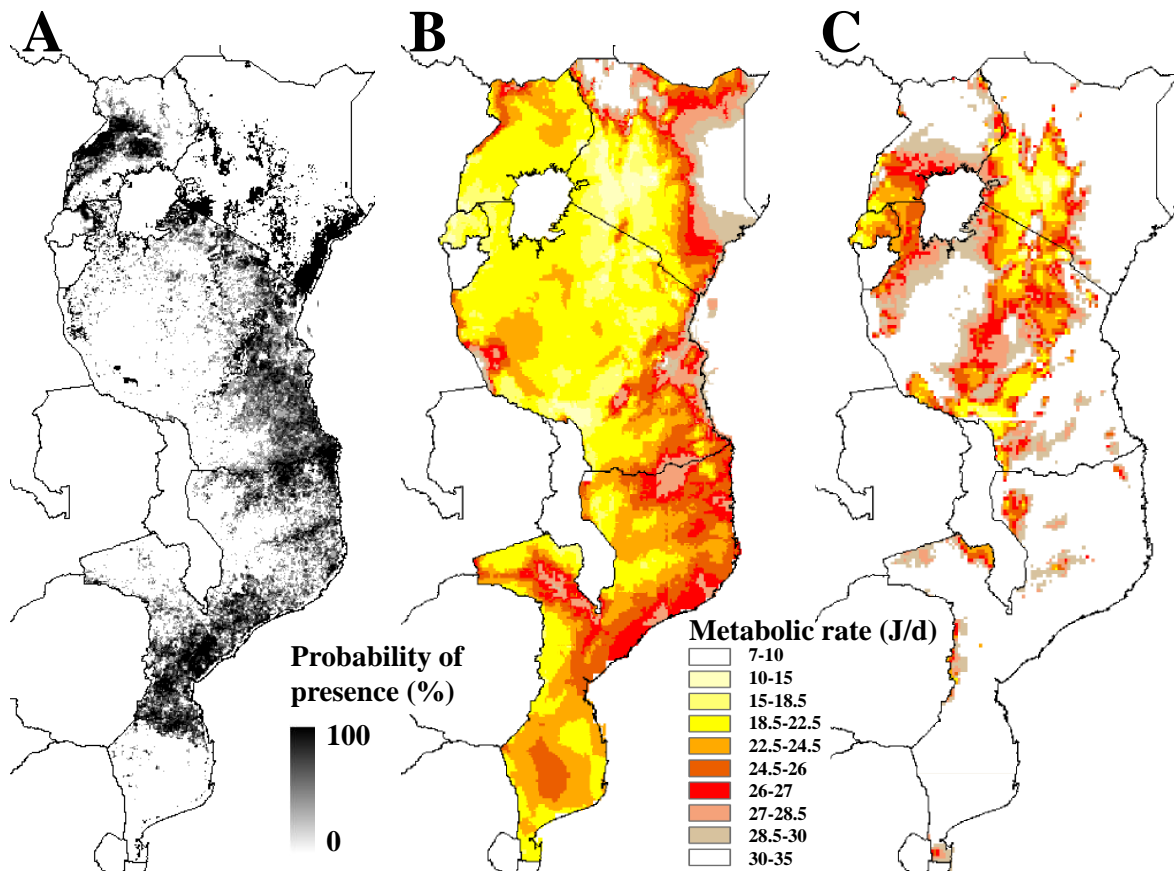 A
B
C
Probability of
presence (%)
100
0
Metabolic rate (J/d)
7-10
10-15
15-18.5
18.5-22.5
22.5-24.5
24.5-26
26-27
27-28.5
28.5-30
30-35